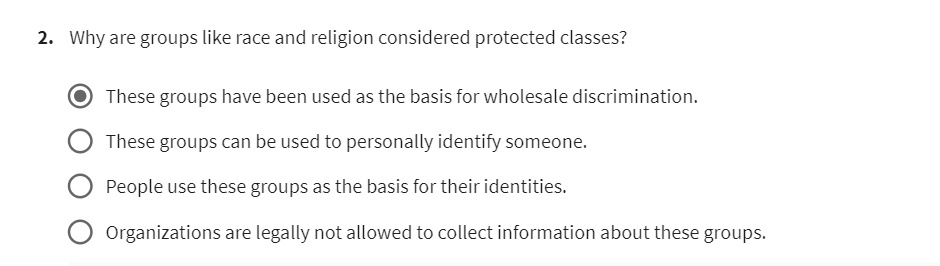 2. Why are groups like race and religion considered protected classes?
These groups have been used as the basis for wholesale discrimination.
These groups can be used to personally identify someone.
People use these groups as the basis for their identities.
Organizations are legally not allowed to collect information about these groups.